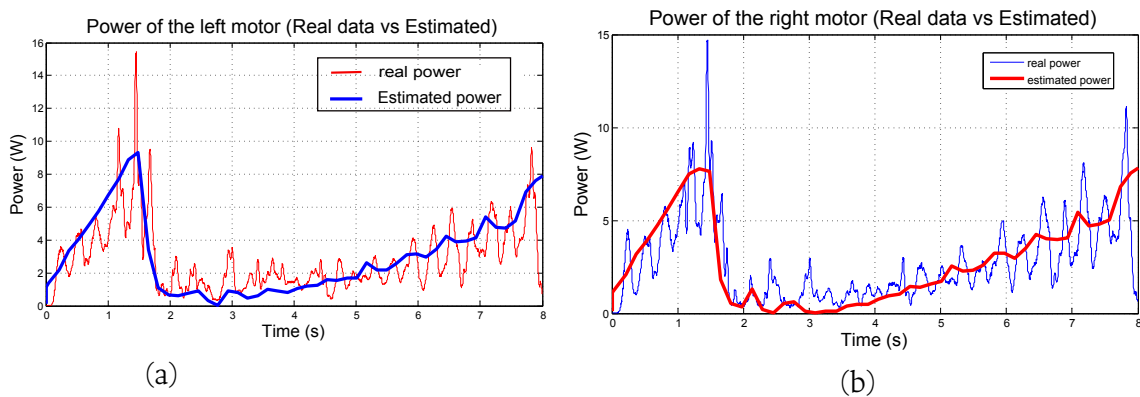 Power of the left motor (Real data vs Estimated)
16
14
12
10
8
6
4
2
0
Power (W)
real power
Estimated power
0 1 2 3 4 5 6 7 8
Time (s)
(a)
Power of the right motor (Real data vs Estimated)
15
10
5
0
Power (W)
real power
estimated power
0 1 2 3 4 5 6 7 8
Time (s)
(b)